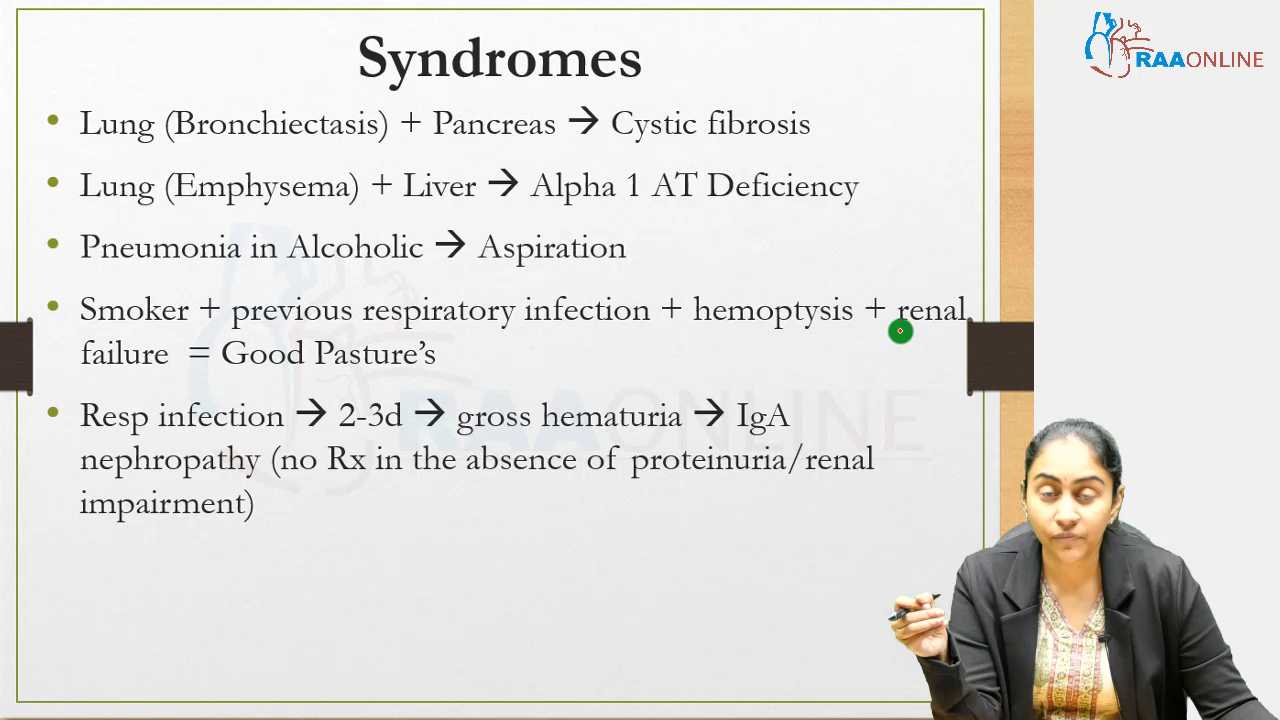 Syndromes
RAAONLINE
• Lung (Bronchiectasis) + Pancreas → Cystic fibrosis
• Lung (Emphysema) + Liver → Alpha 1 AT Deficiency
• Pneumonia in Alcoholic → Aspiration
• Smoker + previous respiratory infection + hemoptysis + renal
failure = Good Pasture’s
• Resp infection → 2-3d → gross hematuria → IgA
nephropathy (no Rx in the absence of proteinuria/renal
impairment)
RAAONLINE